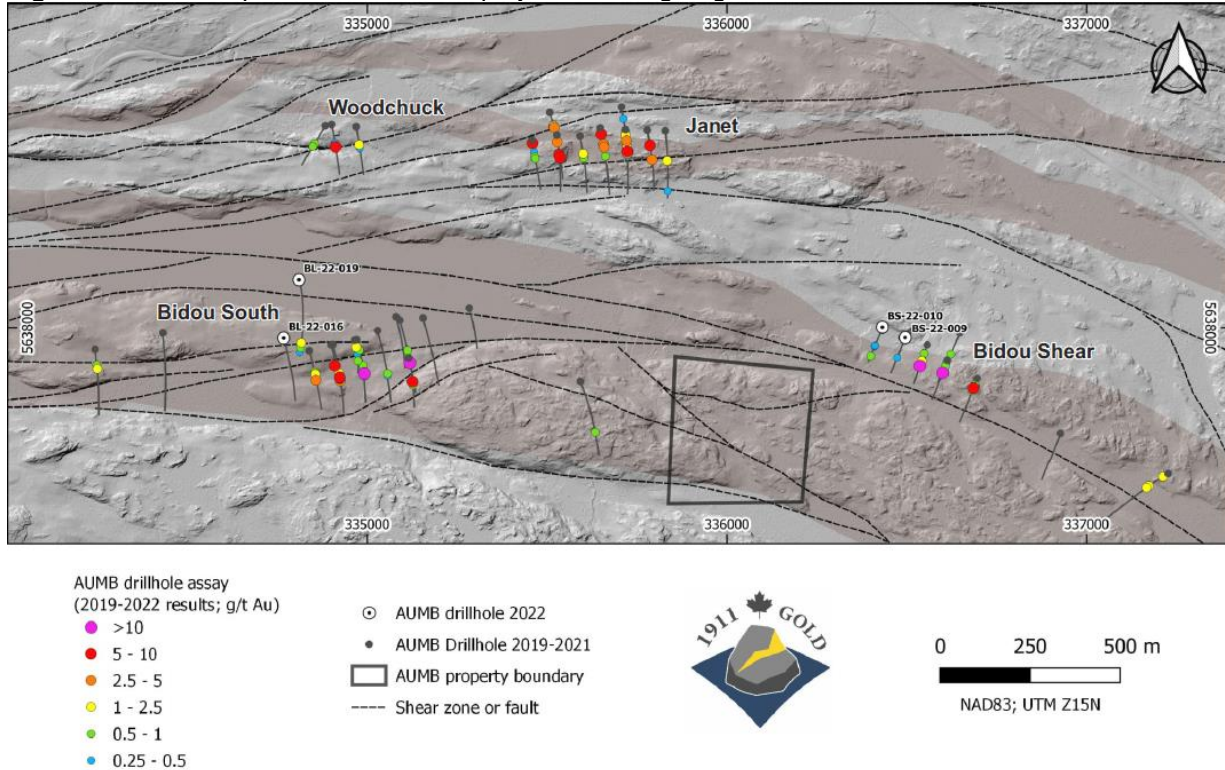 335000
336000
337000
Woodchuck
Janet
BL-22-019
Bidou South
BL-22-016
BS-22-010
BS-22-009
Bidou Shear
5638000
5638000
335000
336000
337000
AUMB drillhole assay
(2019-2022 results; g/t Au)
>10
5 - 10
2.5 - 5
1 - 2.5
0.5 - 1
0.25 - 0.5
AUMB drillhole 2022
AUMB Drillhole 2019-2021
AUMB property boundary
Shear zone or fault
1911 GOLD
0 250 500 m
NAD83; UTM Z15N